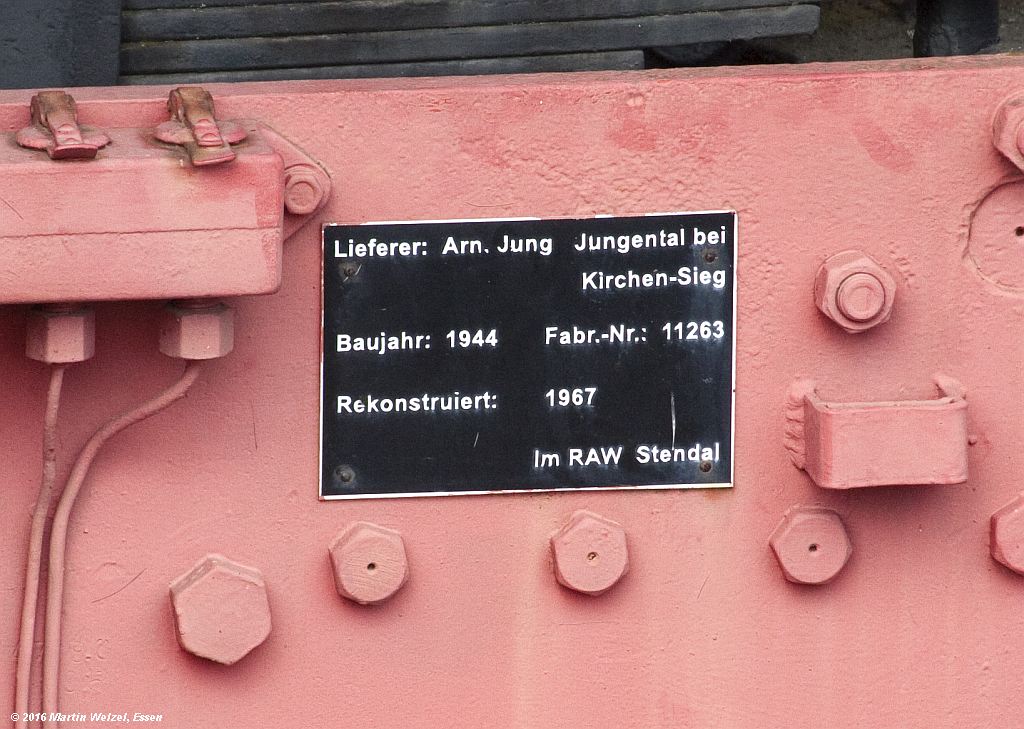 Lieferer: Arn. Jung Jungental bei
Kirchen-Sieg
Baujahr: 1944 Fabr.-Nr.: 11263
Rekonstruiert: 1967
Im RAW Stendal
© 2016 Martin Welzel, Essen